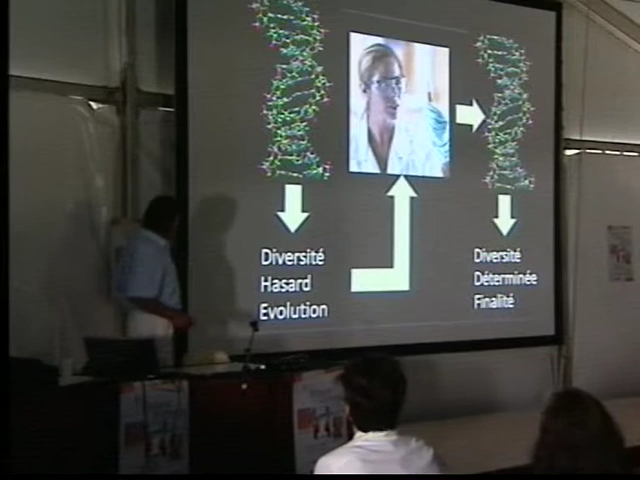 Diversité
Hasard
Evolution
Diversité
Déterminée
Finalité